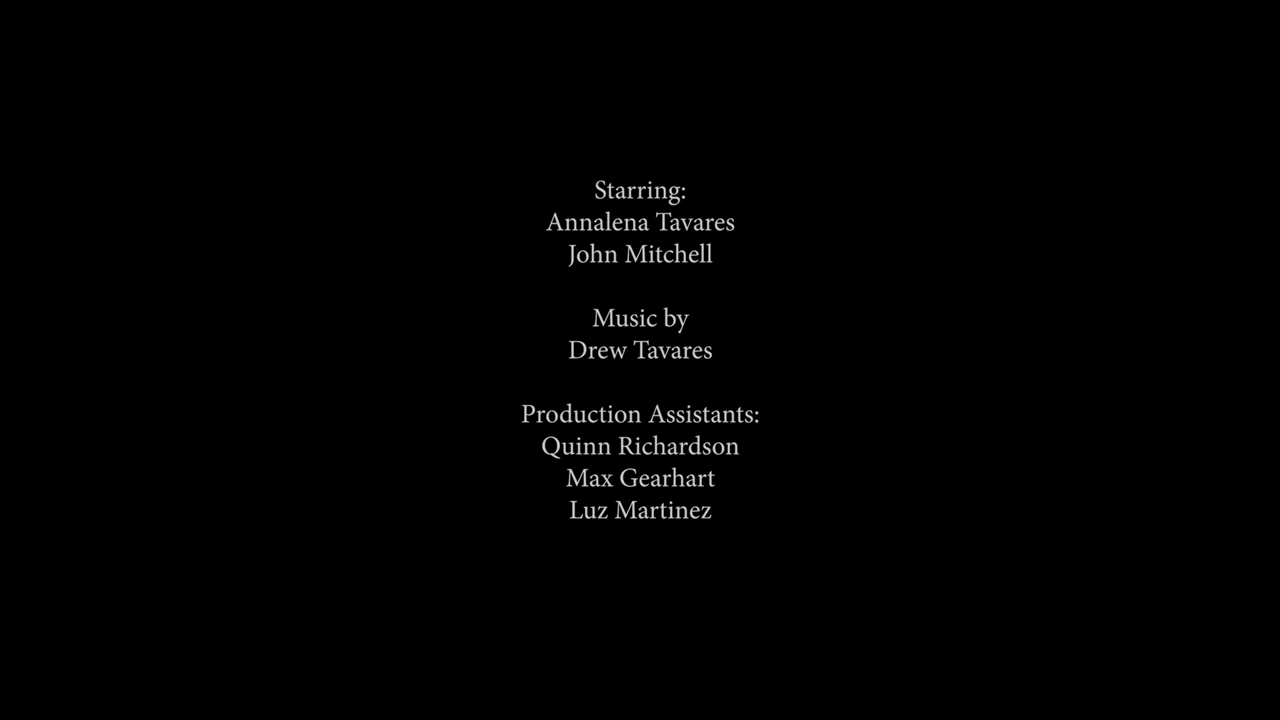 Starring:
Annalena Tavares
John Mitchell
Music by
Drew Tavares
Production Assistants:
Quinn Richardson
Max Gearhart
Luz Martinez